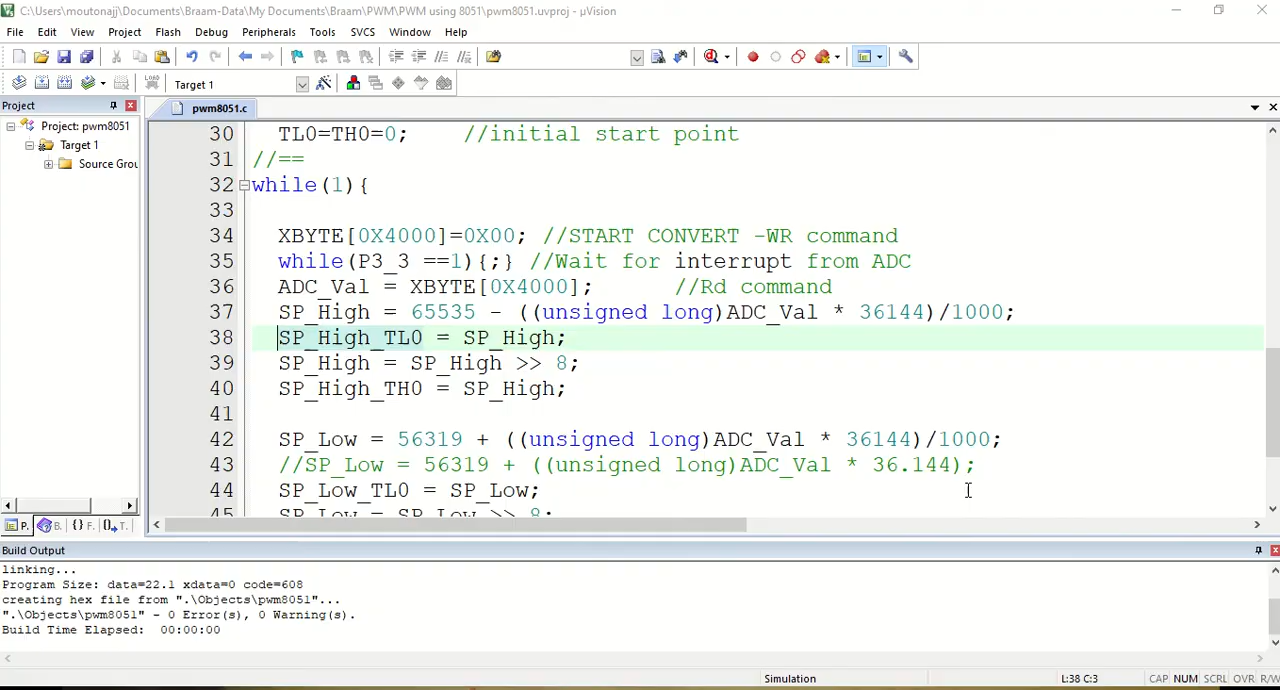 C:\Users\moutonajj\Documents\Braam-Data\My Documents\Braam\PWM\PWM using 8051\pwm8051.uvproj - µVision
File Edit View Project Flash Debug Peripherals Tools SVCS Window Help
Target 1
Project
pwm8051.c
Project: pwm8051
Target 1
Source Grou
30 TL0=TH0=0; //initial start point
31 //==
32 while(1){
33
34 XBYTE[0X4000]=0X00; //START CONVERT -WR command
35 while(P3_3 ==1){;} //Wait for interrupt from ADC
36 ADC_Val = XBYTE[0X4000]; //Rd command
37 SP_High = 65535 - ((unsigned long)ADC_Val * 36144)/1000;
38 SP_High_TL0 = SP_High;
39 SP_High = SP_High >> 8;
40 SP_High_TH0 = SP_High;
41
42 SP_Low = 56319 + ((unsigned long)ADC_Val * 36144)/1000;
43 //SP_Low = 56319 + ((unsigned long)ADC_Val * 36.144);
44 SP_Low_TL0 = SP_Low;
45 SP_Low = SP_Low >> 8;
P. B. {} F. T.
Build Output
linking...
Program Size: data=22.1 xdata=0 code=608
creating hex file from ".\Objects\pwm8051"...
".\Objects\pwm8051" - 0 Error(s), 0 Warning(s).
Build Time Elapsed: 00:00:00
Simulation L:38 C:3 CAP NUM SCRL OVR R/W